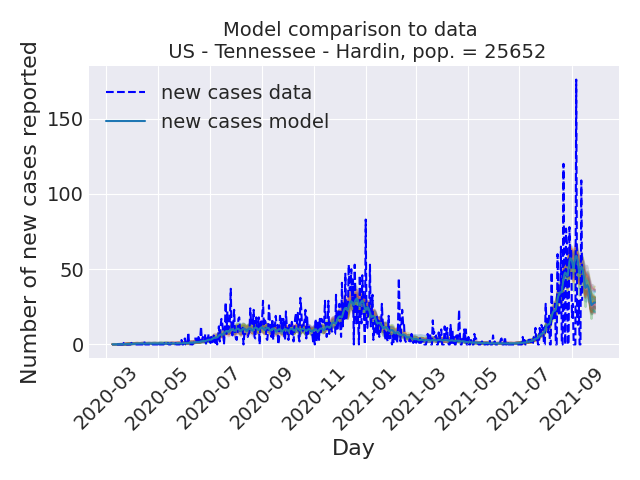 Model comparison to data
US - Tennessee - Hardin, pop. = 25652
new cases data
new cases model
Number of new cases reported
150
100
50
0
2020-03
2020-05
2020-07
2020-09
2020-11
2021-01
2021-03
2021-05
2021-07
2021-09
Day